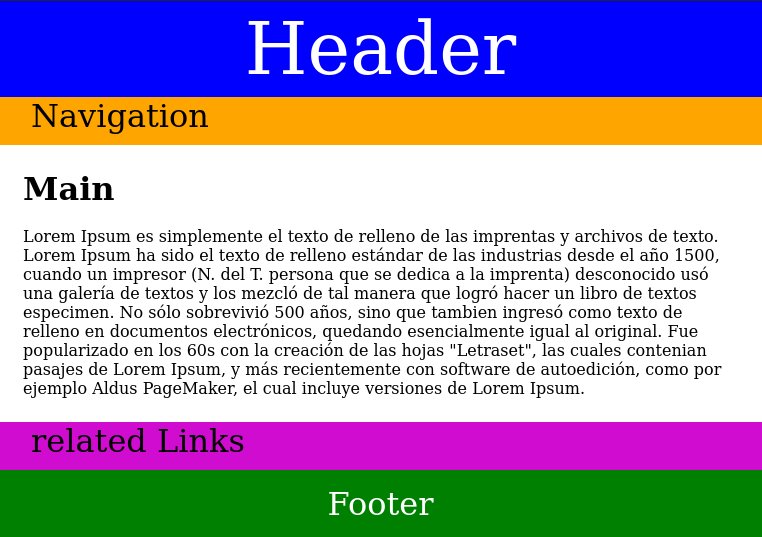 Header
Navigation
Main
Lorem Ipsum es simplemente el texto de relleno de las imprentas y archivos de texto.
Lorem Ipsum ha sido el texto de relleno estándar de las industrias desde el año 1500,
cuando un impresor (N. del T. persona que se dedica a la imprenta) desconocido usó
una galería de textos y los mezcló de tal manera que logró hacer un libro de textos
especimen. No sólo sobrevivió 500 años, sino que tambien ingresó como texto de
relleno en documentos electrónicos, quedando esencialmente igual al original. Fue
popularizado en los 60s con la creación de las hojas "Letraset", las cuales contenian
pasajes de Lorem Ipsum, y más recientemente con software de autoedición, como por
ejemplo Aldus PageMaker, el cual incluye versiones de Lorem Ipsum.
related Links
Footer